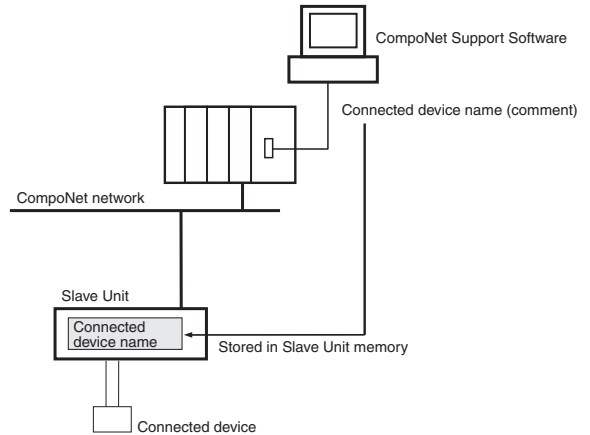 CompoNet Support Software
Connected device name (comment)
CompoNet network
Slave Unit
Connected
device name
Stored in Slave Unit memory
Connected device